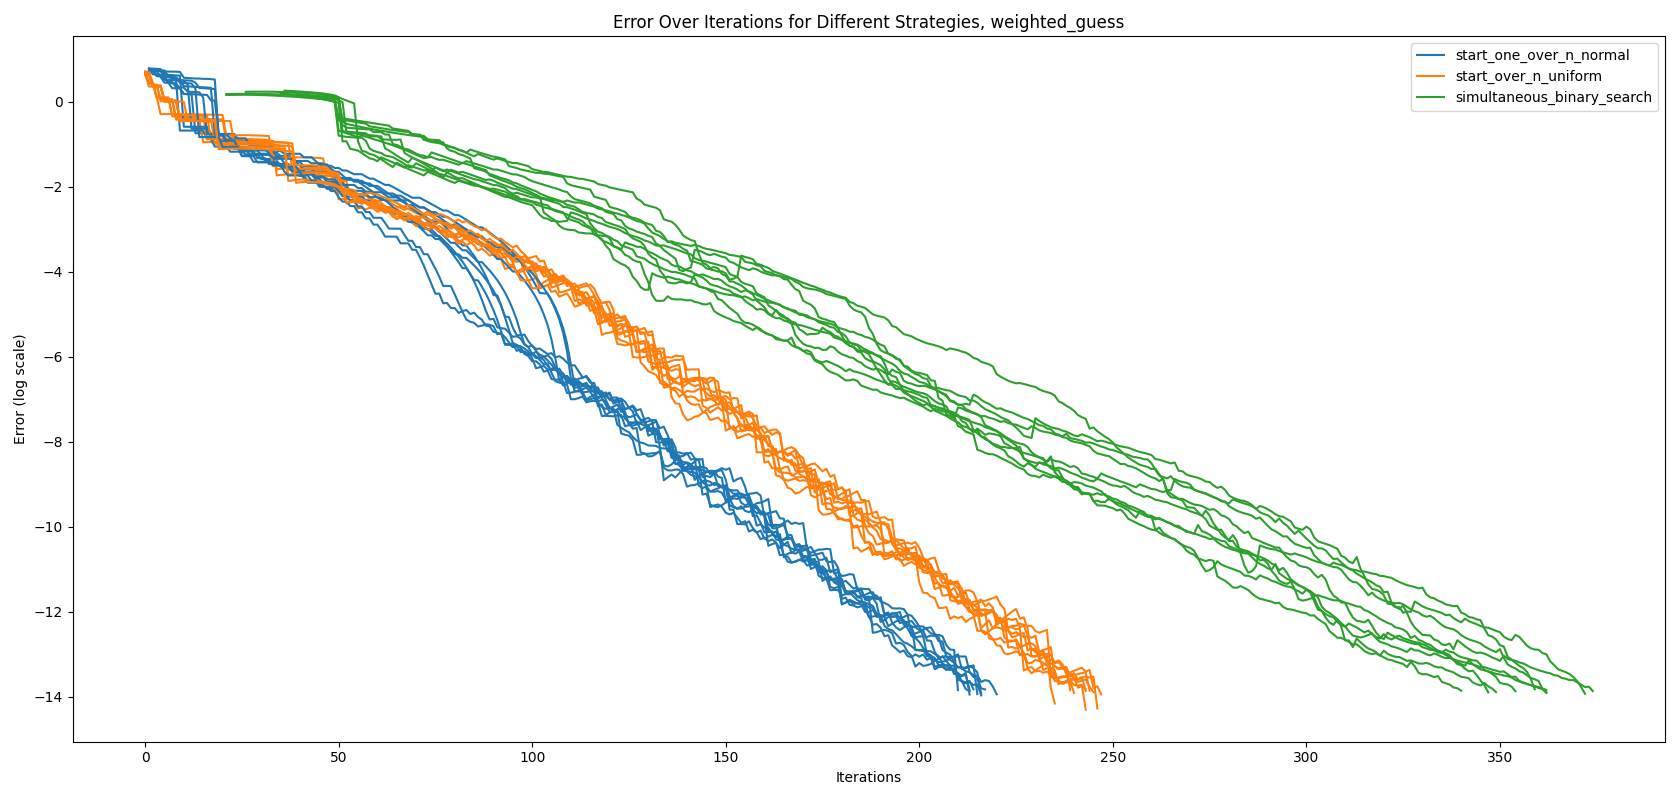 Error Over Iterations for Different Strategies, weighted_guess
start_one_over_n_normal
start_over_n_uniform
simultaneous_binary_search
Error (log scale)
0
−2
−4
−6
−8
−10
−12
−14
0 50 100 150 200 250 300 350
Iterations